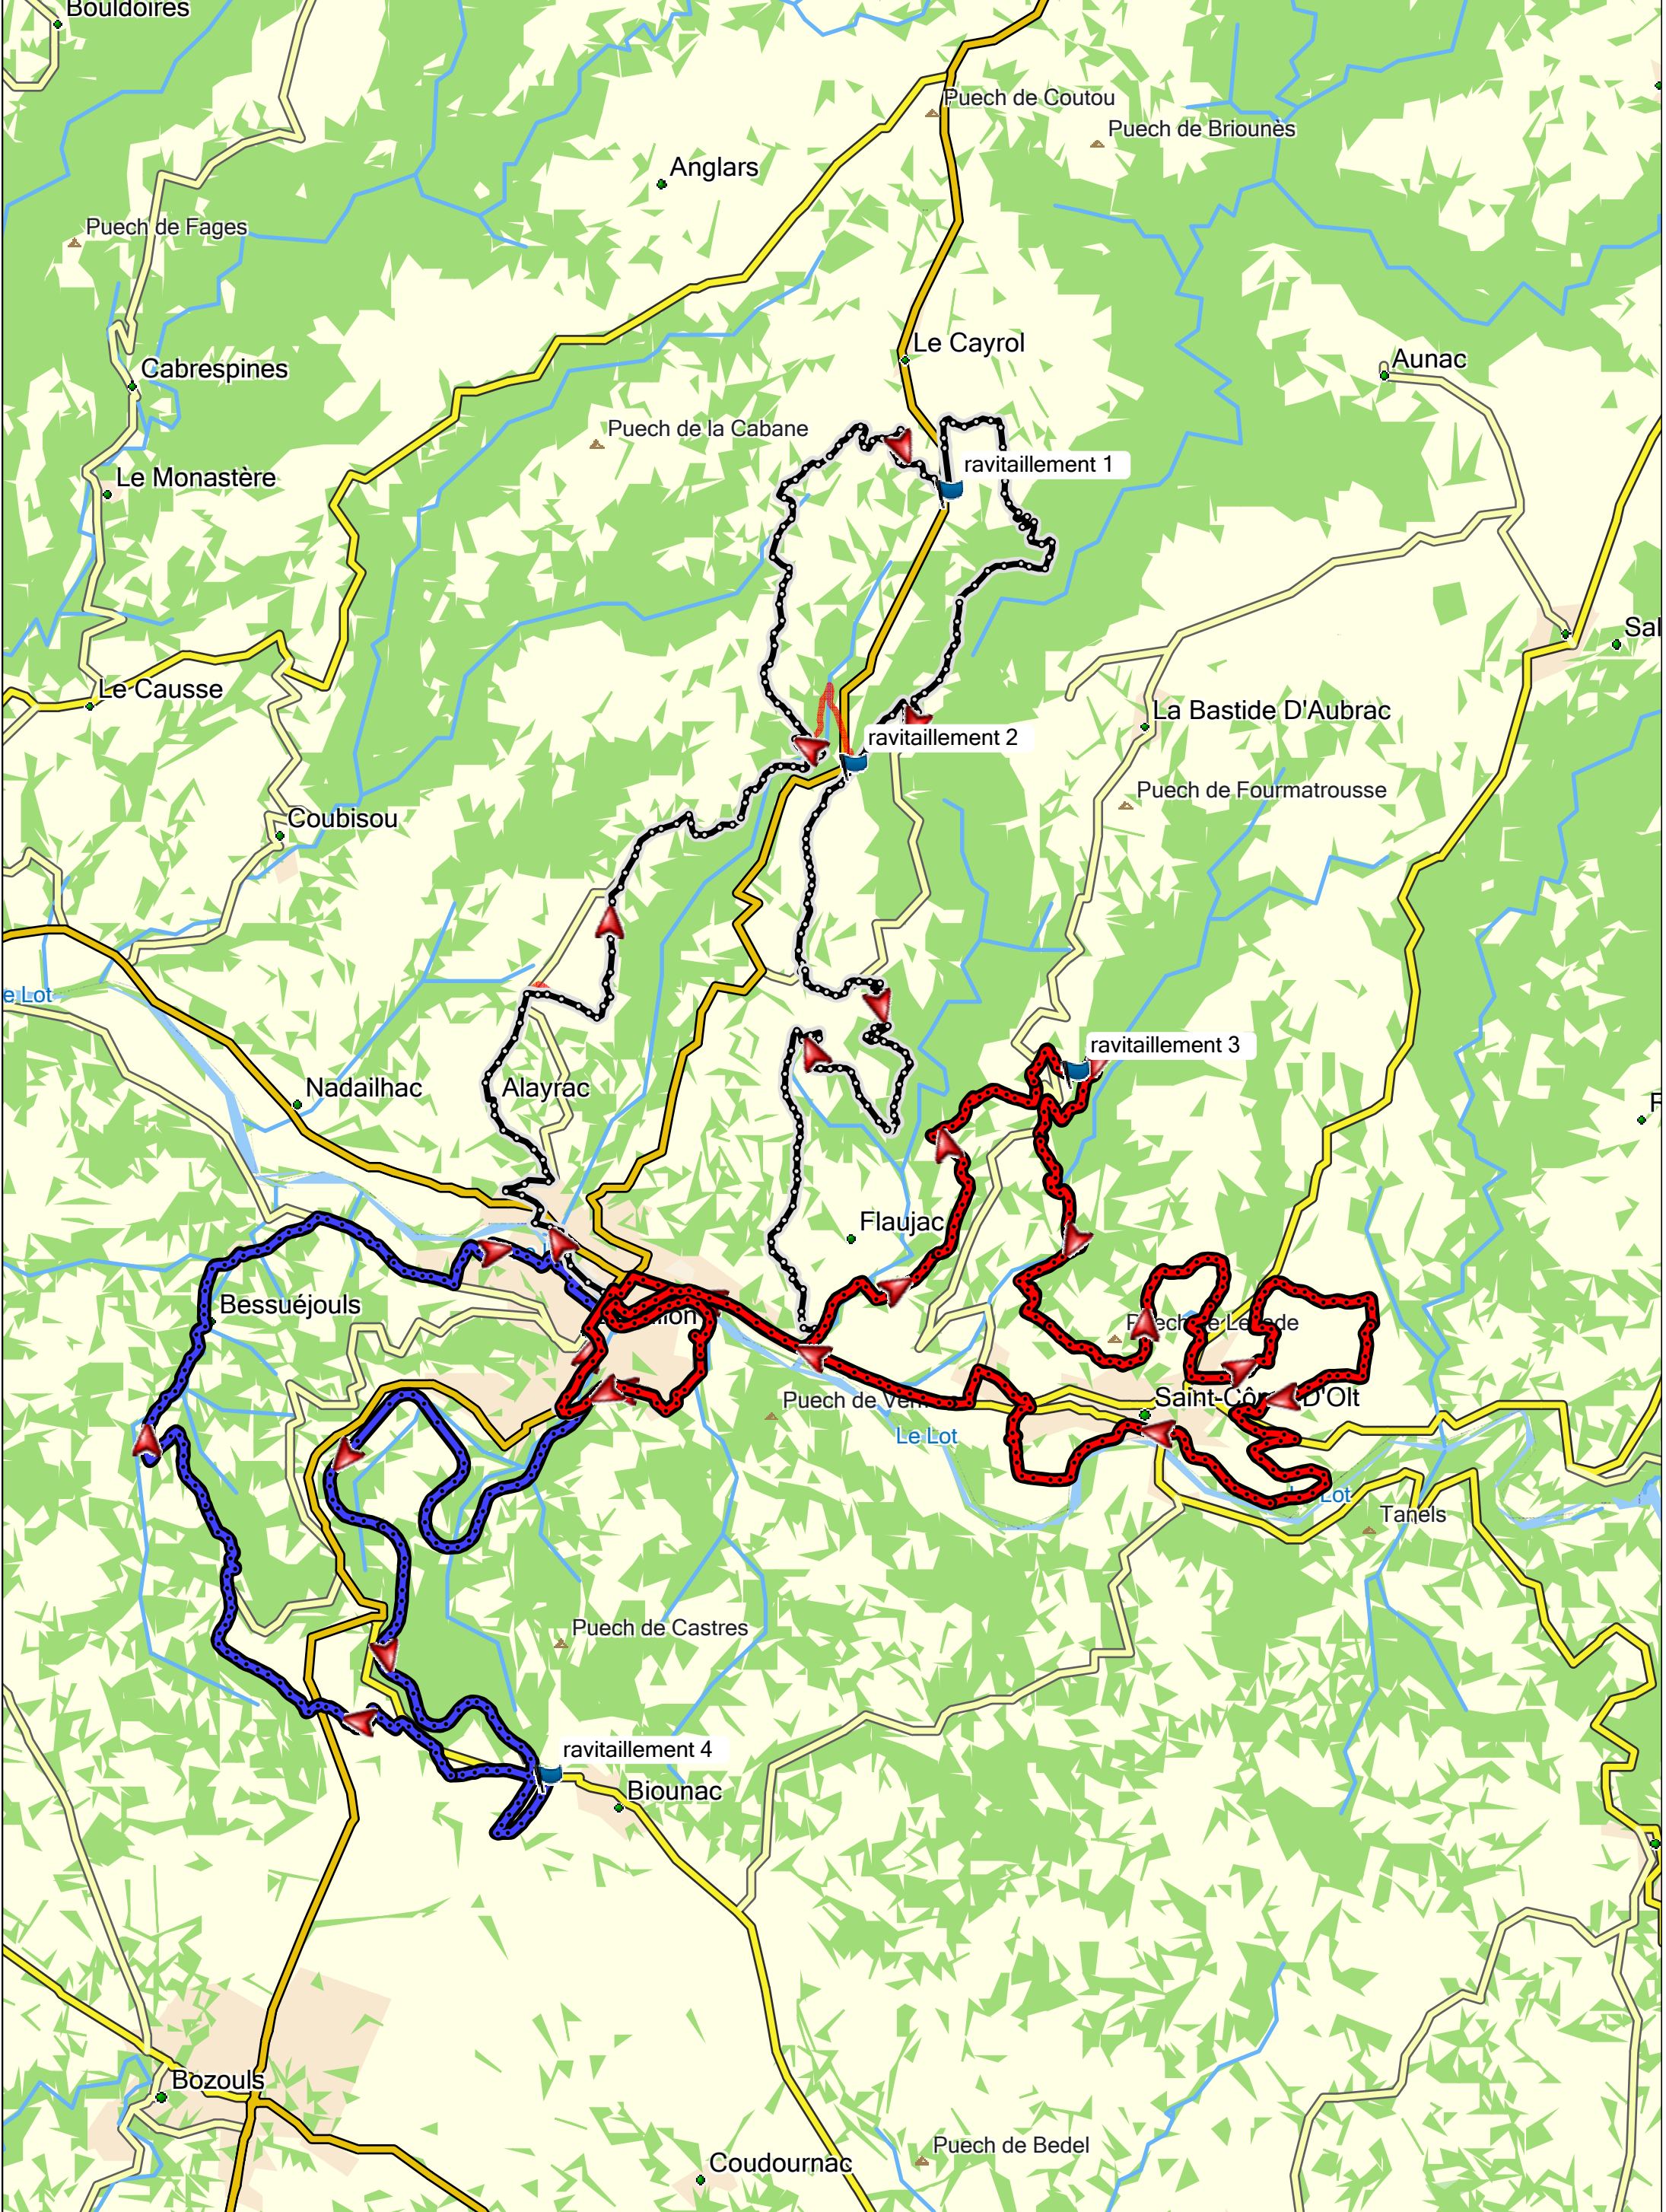 Bouldoires
Puech de Coutou
Puech de Briounès
Anglars
Puech de Fages
Le Cayrol
Aunac
Cabrespines
Puech de la Cabane
ravitaillement 1
Le Monastère
Sal
Le Causse
La Bastide D'Aubrac
ravitaillement 2
Puech de Fourmatrousse
Coubisou
e Lot
ravitaillement 3
Nadailhac
Alayrac
Flaujac
Bessuéjouls
Puech de
Saint-Cô D'Olt
Le Lot
Lot
Tanels
Puech de Castres
ravitaillement 4
Biounac
Bozouls
Puech de Bedel
Coudournac